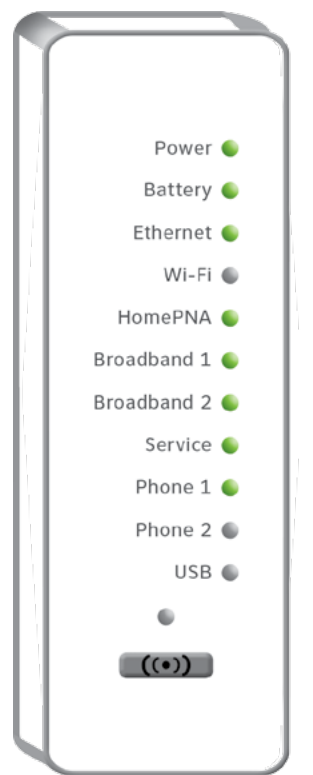 Power
Battery
Ethernet
Wi-Fi
HomePNA
Broadband 1
Broadband 2
Service
Phone 1
Phone 2
USB